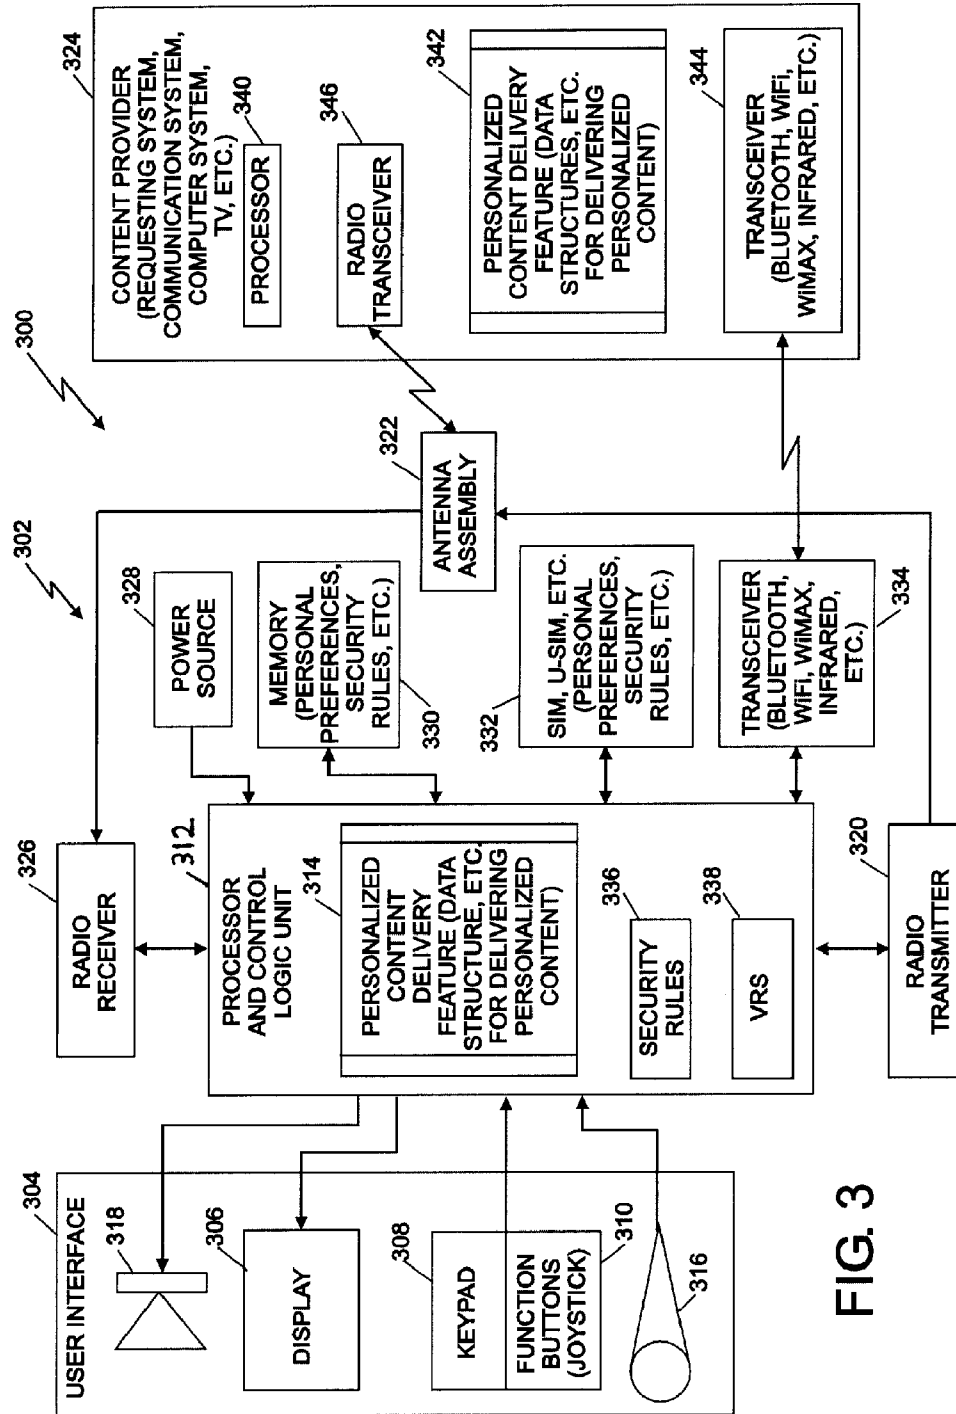 304
USER INTERFACE
318
306
DISPLAY
308
KEYPAD
FUNCTION
BUTTONS
(JOYSTICK)
310
316
326
RADIO
RECEIVER
312
PROCESSOR
AND CONTROL
LOGIC UNIT
314
PERSONALIZED
CONTENT
DELIVERY
FEATURE (DATA
STRUCTURE, ETC.
FOR DELIVERING
PERSONALIZED
CONTENT)
336
SECURITY
RULES
338
VRS
320
RADIO
TRANSMITTER
302
328
POWER
SOURCE
MEMORY
(PERSONAL
PREFERENCES,
SECURITY
RULES, ETC.)
330
332
SIM, U-SIM, ETC.
(PERSONAL
PREFERENCES,
SECURITY
RULES, ETC.)
TRANSCEIVER
(BLUETOOTH,
WiFi, WiMAX,
INFRARED,
ETC.)
334
322
ANTENNA
ASSEMBLY
300
324
CONTENT PROVIDER
(REQUESTING SYSTEM,
COMMUNICATION SYSTEM,
COMPUTER SYSTEM,
TV, ETC.)
340
PROCESSOR
346
RADIO
TRANSCEIVER
342
PERSONALIZED
CONTENT DELIVERY
FEATURE (DATA
STRUCTURES, ETC.
FOR DELIVERING
PERSONALIZED
CONTENT)
344
TRANSCEIVER
(BLUETOOTH, WiFi,
WiMAX, INFRARED, ETC.)
FIG. 3